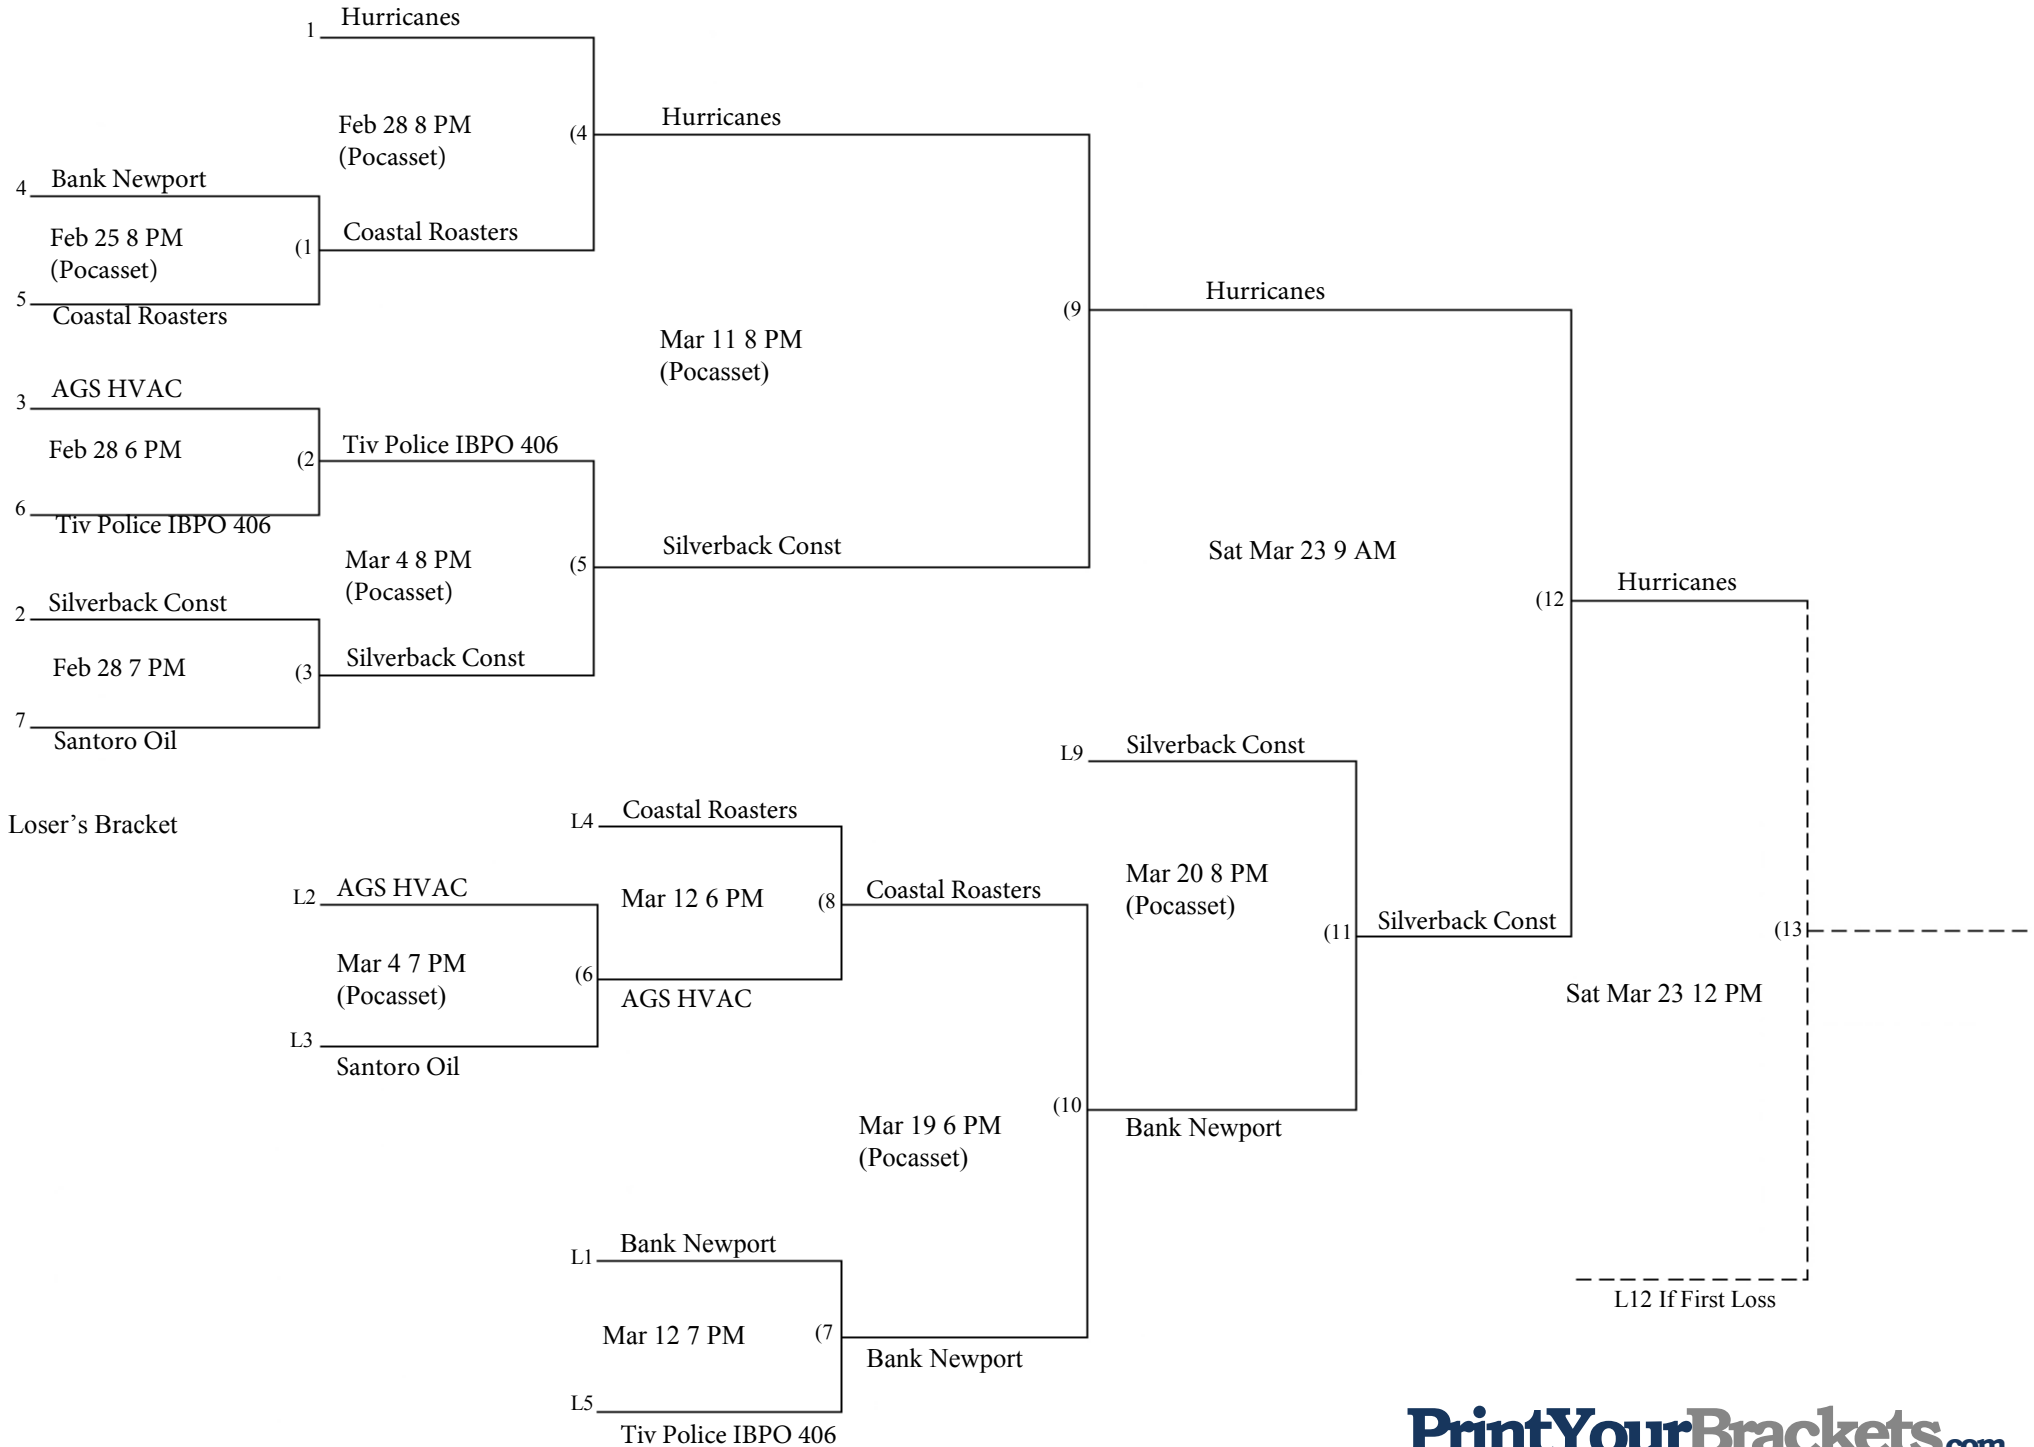 Hurricanes
1
Feb 28 8 PM
(Pocasset)
(4
Hurricanes
4
Bank Newport
Feb 25 8 PM
(Pocasset)
(1
Coastal Roasters
5
Coastal Roasters
Mar 11 8 PM
(Pocasset)
(9
Hurricanes
AGS HVAC
3
Feb 28 6 PM
(2
Tiv Police IBPO 406
6
Tiv Police IBPO 406
Mar 4 8 PM
(Pocasset)
(5
Silverback Const
Sat Mar 23 9 AM
(12
Hurricanes
2
Silverback Const
Feb 28 7 PM
(3
Silverback Const
7
Santoro Oil
Loser's Bracket
L9
Silverback Const
L4
Coastal Roasters
L2
AGS HVAC
Mar 12 6 PM
(8
Coastal Roasters
Mar 20 8 PM
(Pocasset)
(11
Silverback Const
(13
Mar 4 7 PM
(Pocasset)
(6
AGS HVAC
L3
Santoro Oil
Sat Mar 23 12 PM
Mar 19 6 PM
(Pocasset)
(10
Bank Newport
L1
Bank Newport
Mar 12 7 PM
(7
Bank Newport
L5
Tiv Police IBPO 406
L12 If First Loss
PrintYourBrackets.com